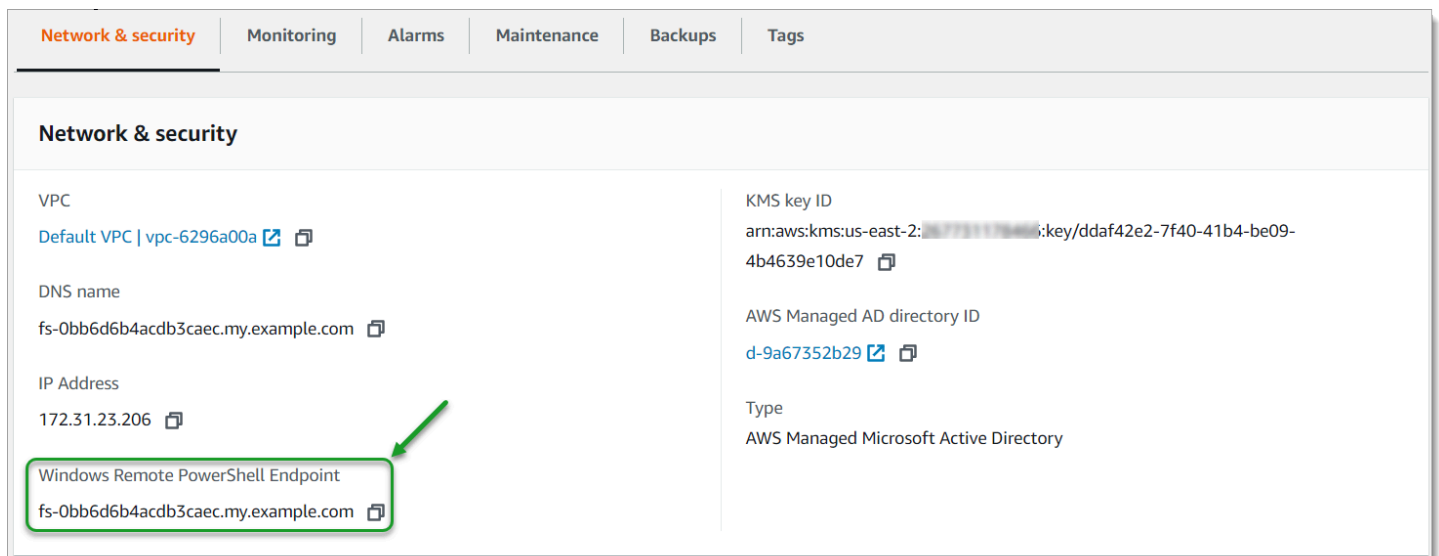 Network & security
Monitoring
Alarms
Maintenance
Backups
Tags
Network & security
VPC
Default VPC | vpc-6296a00a
DNS name
fs-0bb6d6b4acdb3caec.my.example.com
IP Address
172.31.23.206
Windows Remote PowerShell Endpoint
fs-0bb6d6b4acdb3caec.my.example.com
KMS key ID
arn:aws:kms:us-east-2: :key/ddaf42e2-7f40-41b4-be09-
4b4639e10de7
AWS Managed AD directory ID
d-9a67352b29
Type
AWS Managed Microsoft Active Directory